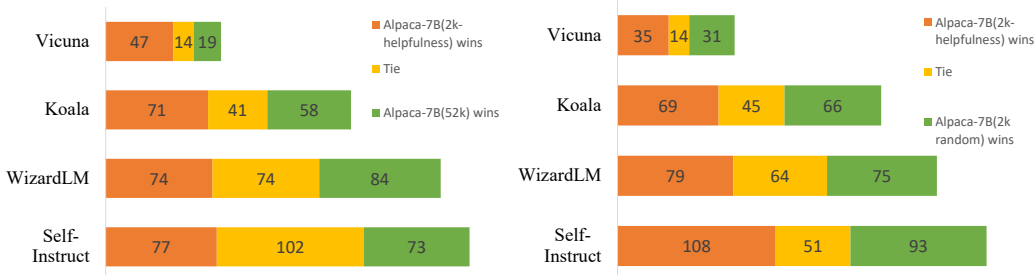 Vicuna
47 14 19
Koala
71 41 58
WizardLM
74 74 84
Self-
Instruct
77 102 73
Alpaca-7B(2k-
helpfulness) wins
Tie
Alpaca-7B(52k) wins
Vicuna
35 14 31
Koala
69 45 66
WizardLM
79 64 75
Self-
Instruct
108 51 93
Alpaca-7B(2k-
helpfulness) wins
Tie
Alpaca-7B(2k
random) wins